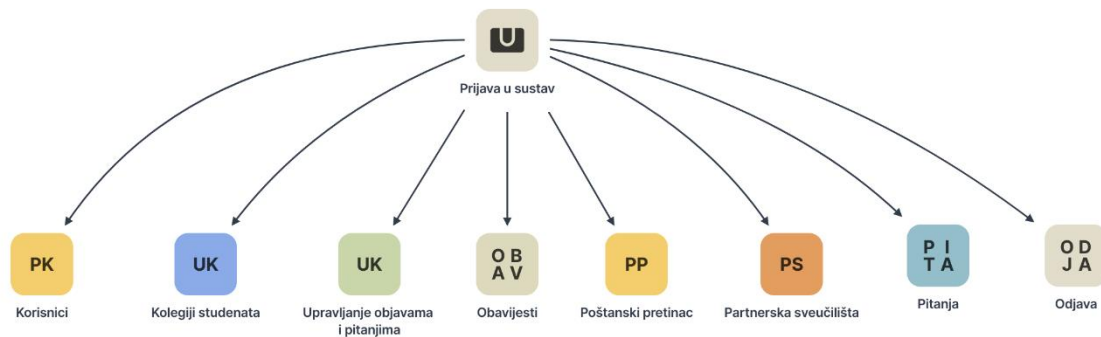 U
Prijava u sustav
PK
UK
UK
O B
A V
PP
PS
P I
T A
O D
J A
Korisnici
Kolegiji studenata
Upravljanje objavama
i pitanjima
Obavijesti
Poštanski pretinac
Partnerska sveučilišta
Pitanja
Odjava